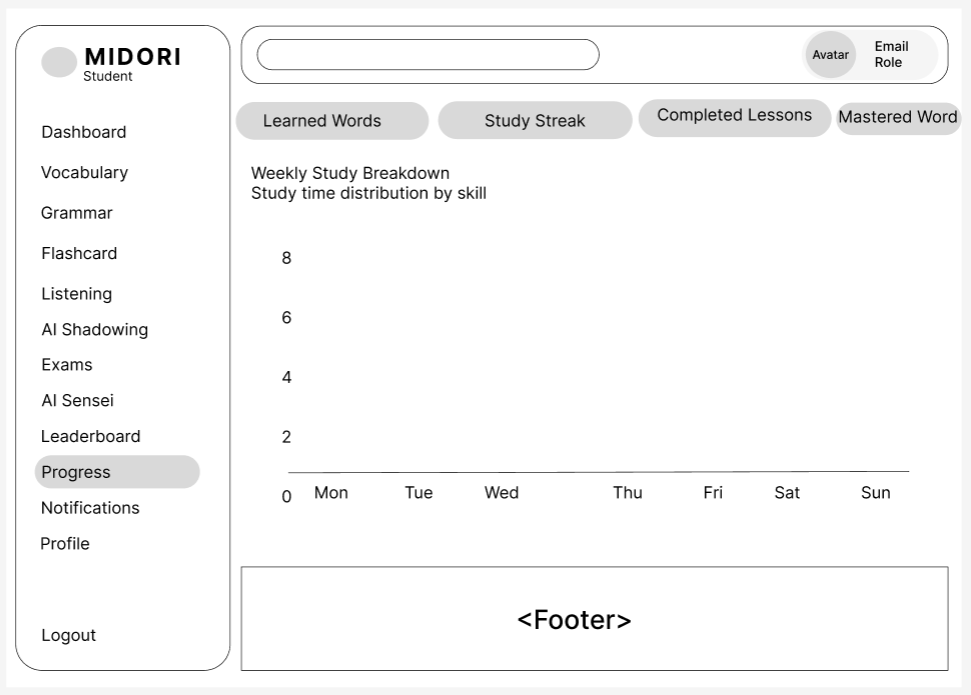 MIDORI
Student
Dashboard
Vocabulary
Grammar
Flashcard
Listening
AI Shadowing
Exams
AI Sensei
Leaderboard
Progress
Notifications
Profile
Logout
Avatar
Email
Role
Learned Words
Study Streak
Completed Lessons
Mastered Word
Weekly Study Breakdown
Study time distribution by skill
8
6
4
2
0
Mon Tue Wed Thu Fri Sat Sun
<Footer>